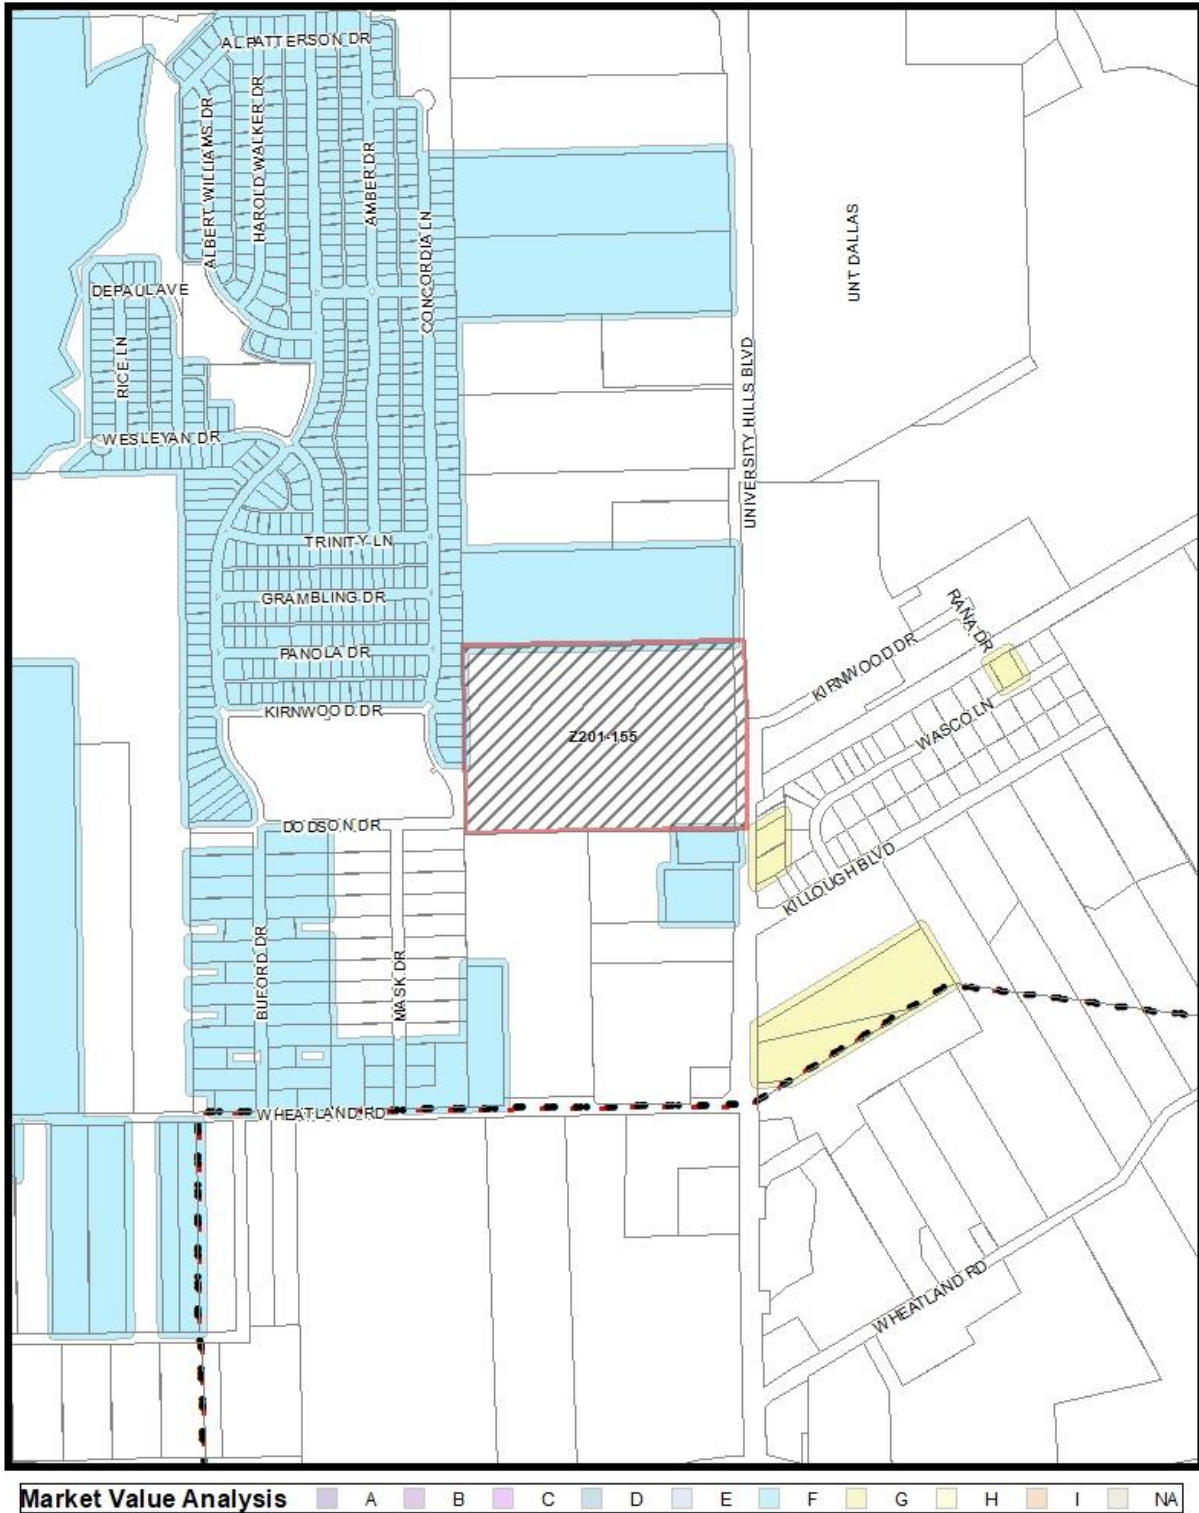 AL PATTERSON DR
ALBERT WILLIAMS DR
HAROLD WALKER DR
AMBER DR
CONCORDIA LN
UNT DALLAS
DEPAUL AVE
RICE LN
UNIVERSITY HILLS BLVD
WESLEYAN DR
TRINITY LN
GRAMBLING DR
RANA DR
PANOLA DR
KIRNWOOD DR
KIRNWOOD DR
Z201-155
WASCO LN
DODSON DR
KILLOUGH BLVD
BUFORD DR
MASK DR
WHEATLAND RD
WHEATLAND RD
Market Value Analysis A B C D E F G H I NA